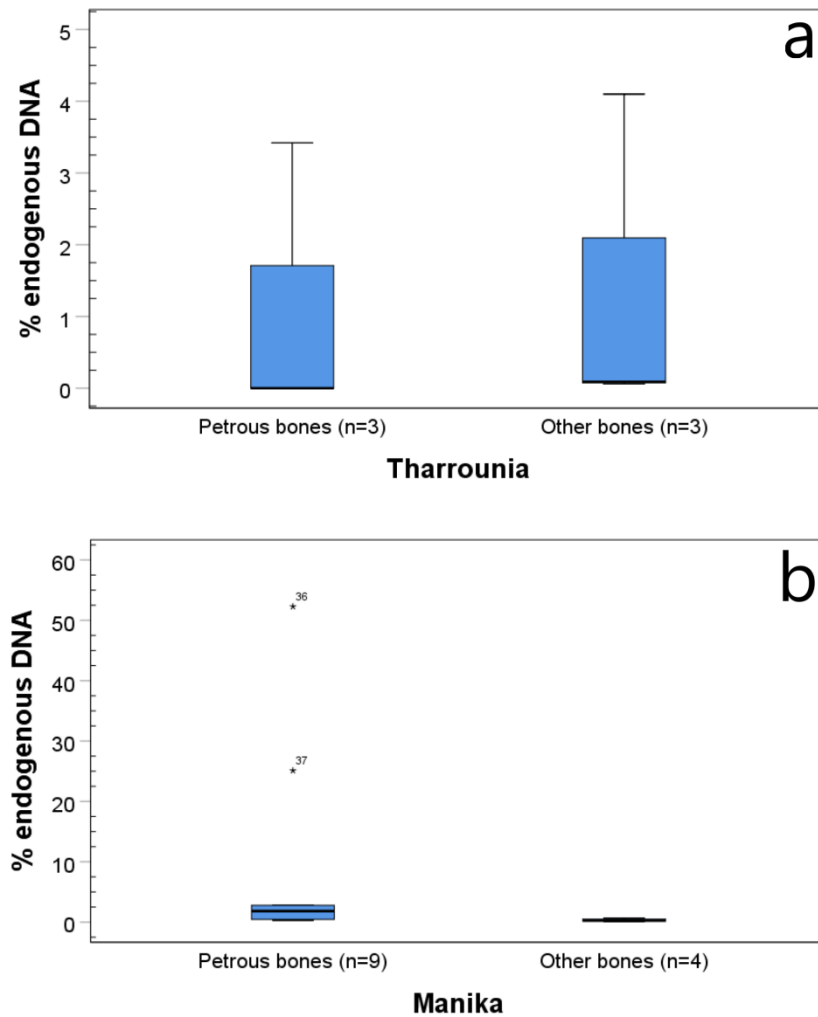 a
5
4
3
2
1
0
% endogenous DNA
Petrous bones (n=3) Other bones (n=3)
Tharrounia
b
60
50
40
30
20
10
0
% endogenous DNA
36
37
Petrous bones (n=9) Other bones (n=4)
Manika